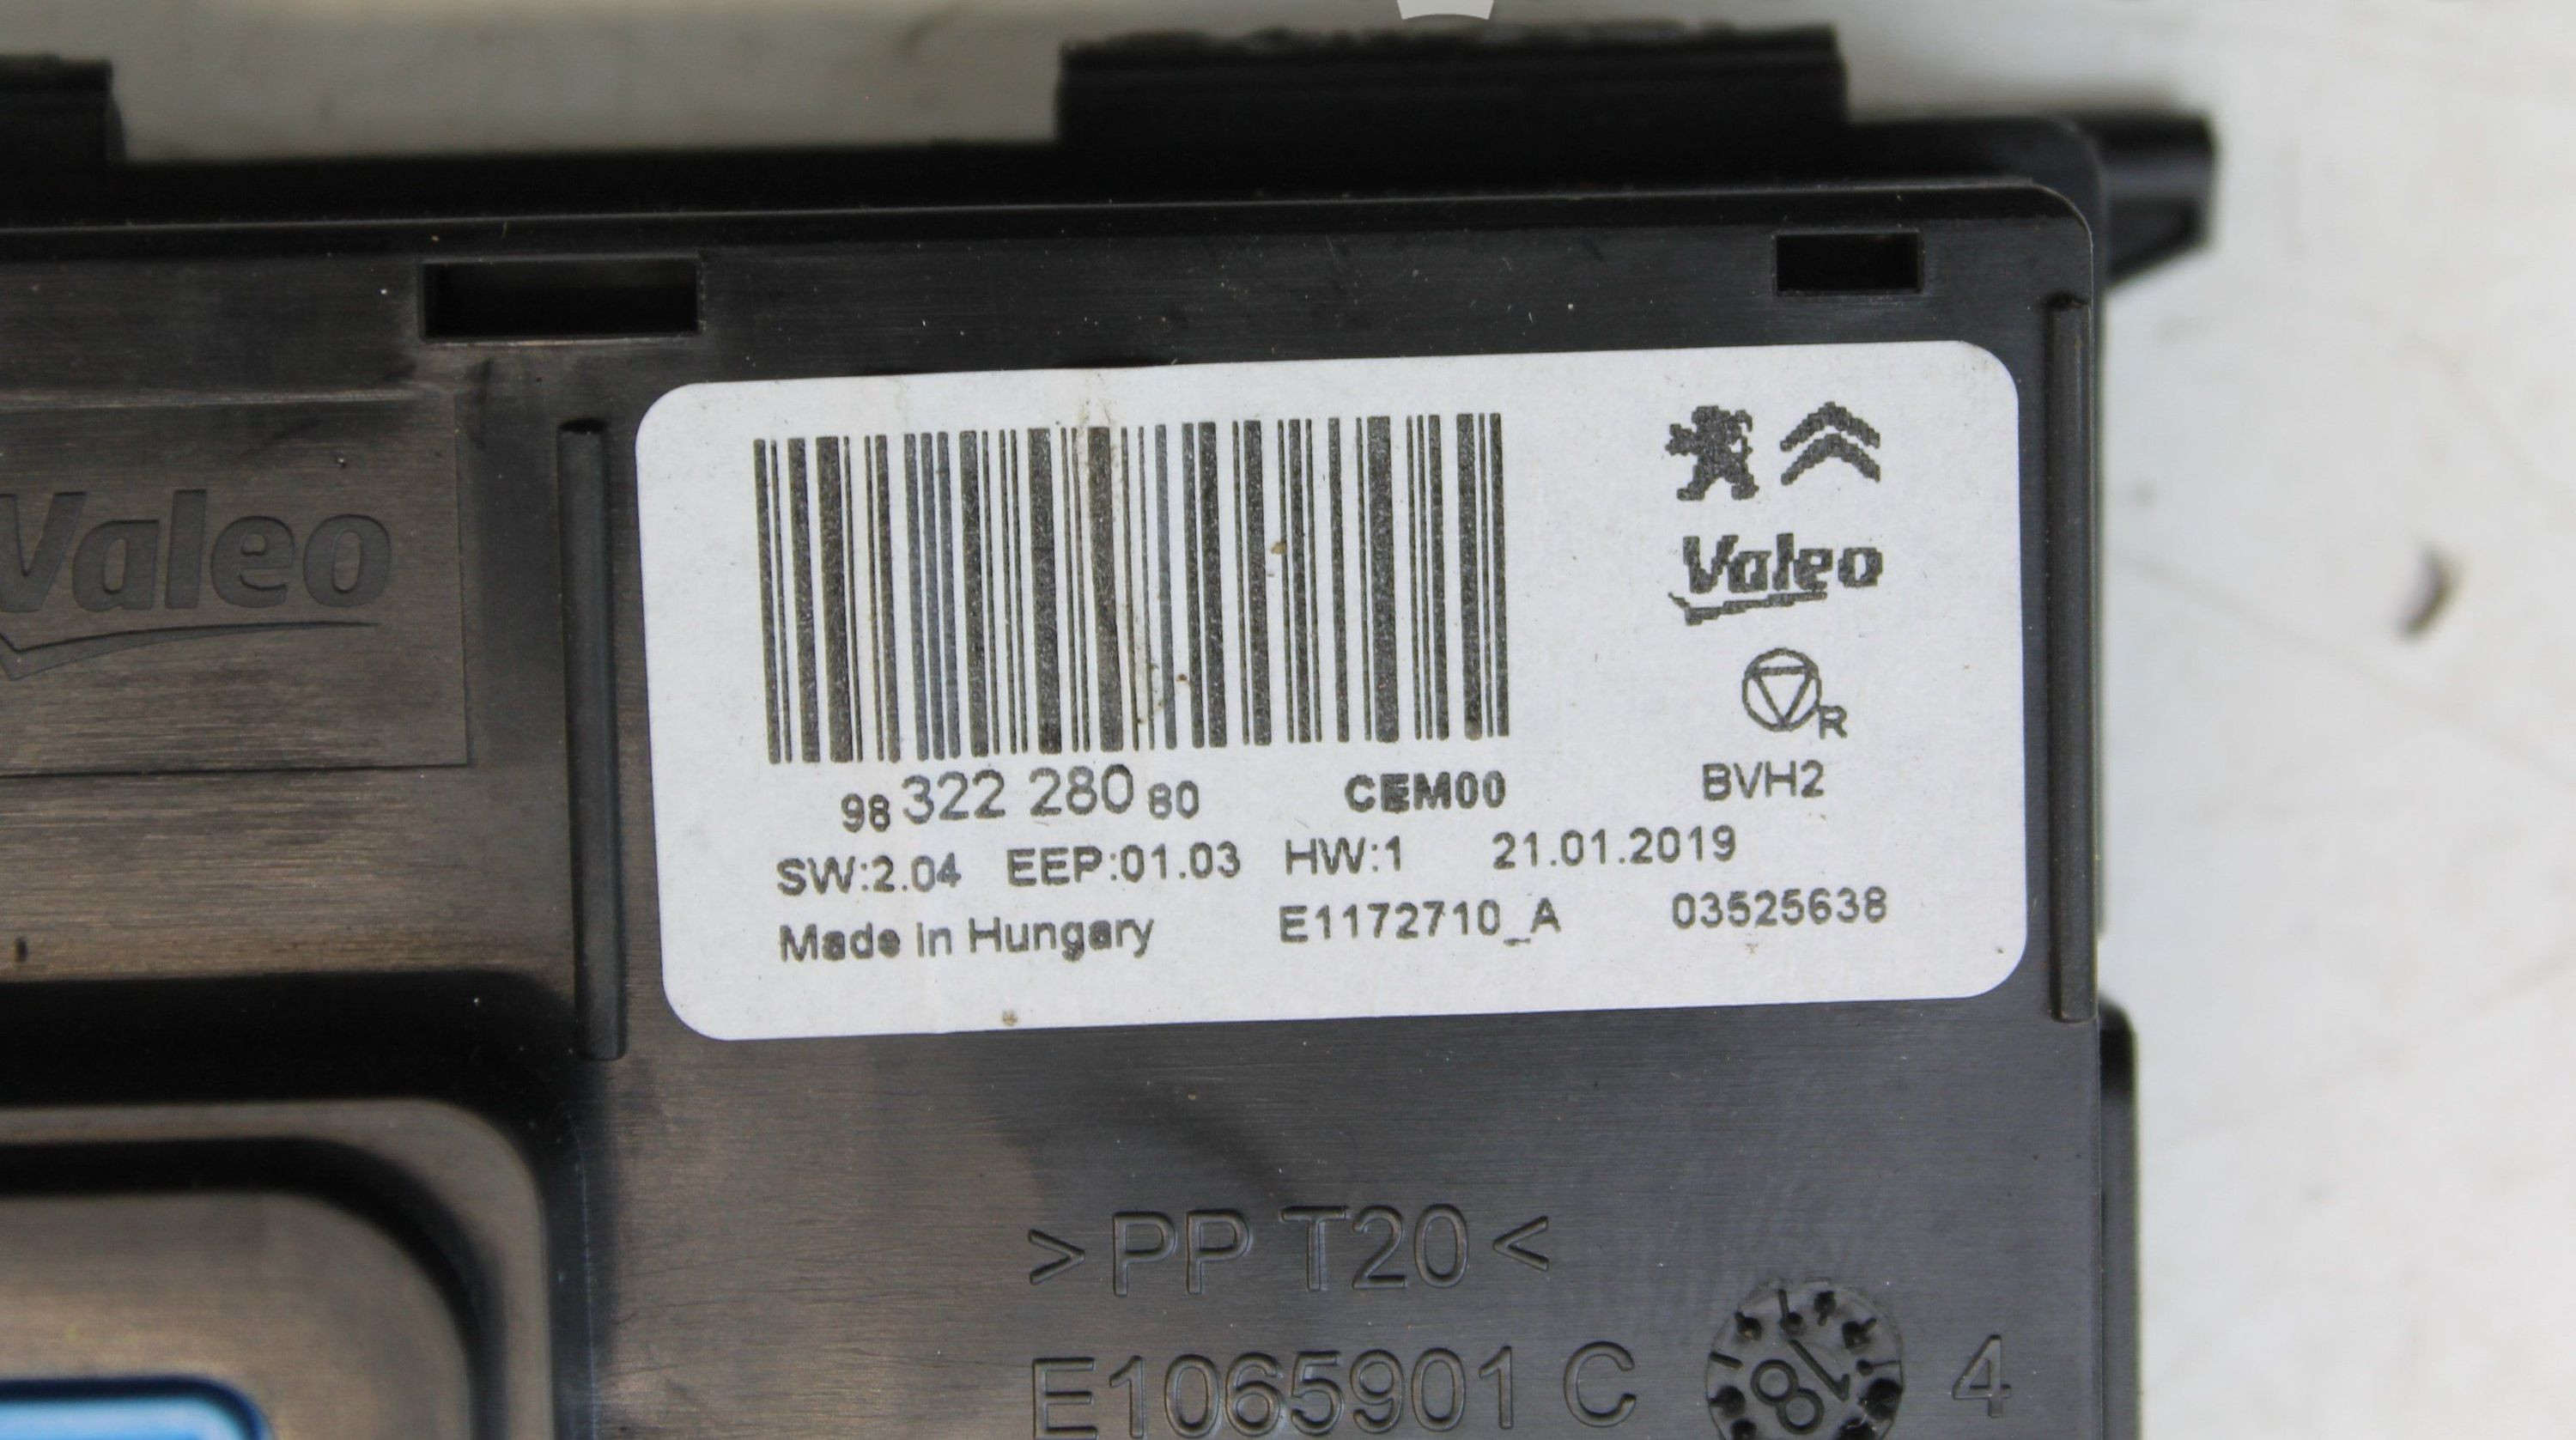 Valeo
Valeo
R
BVH2
98 322 280 80 CEM00
SW:2.04 EEP:01.03 HW:1 21.01.2019
Made in Hungary E1172710_A 03525638
>PP T20<
E1065901 C 18 4